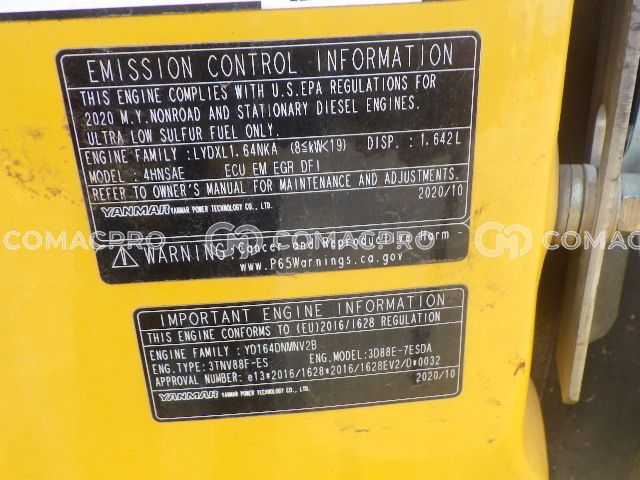 EMISSION CONTROL INFORMATION
THIS ENGINE COMPLIES WITH U.S.EPA REGULATIONS FOR
2020 M.Y.NONROAD AND STATIONARY DIESEL ENGINES.
ULTRA LOW SULFUR FUEL ONLY.
ENGINE FAMILY :LYDXL1.64NKA (8≦kW<19) DISP. : 1.642L
MODEL : 4HNSAE ECU EM EGR DFI
REFER TO OWNER'S MANUAL FOR MAINTENANCE AND ADJUSTMENTS.
2020/10
YANMAR YANMAR POWER TECHNOLOGY CO., LTD.
COMACPRO COMACPRO COMACPRO
WARNING:Cancer and Reproductive Harm -
www.P65Warnings.ca.gov
IMPORTANT ENGINE INFORMATION
THIS ENGINE CONFORMS TO (EU)2016/1628 REGULATION
ENGINE FAMILY : YD164DNMNV2B
ENG.TYPE: 3TNV88F-ES ENG.MODEL:3D88E-7ESDA
APPROVAL NUMBER: e13*2016/1628*2016/1628EV2/D*0032
2020/10
YANMAR YANMAR POWER TECHNOLOGY CO., LTD.